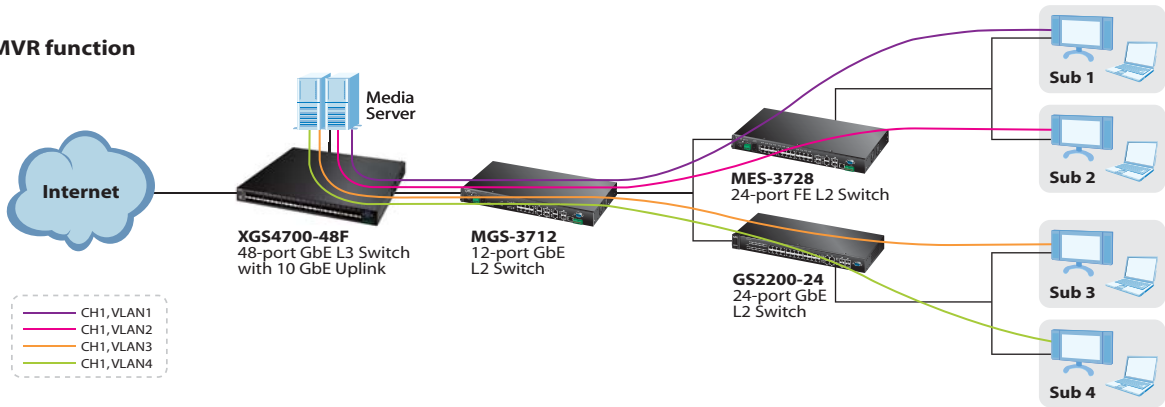 MVR function
Media
Server
Internet
XGS4700-48F
48-port GbE L3 Switch
with 10 GbE Uplink
MGS-3712
12-port GbE
L2 Switch
MES-3728
24-port FE L2 Switch
GS2200-24
24-port GbE
L2 Switch
Sub 1
Sub 2
Sub 3
Sub 4
CH1, VLAN1
CH1, VLAN2
CH1, VLAN3
CH1, VLAN4